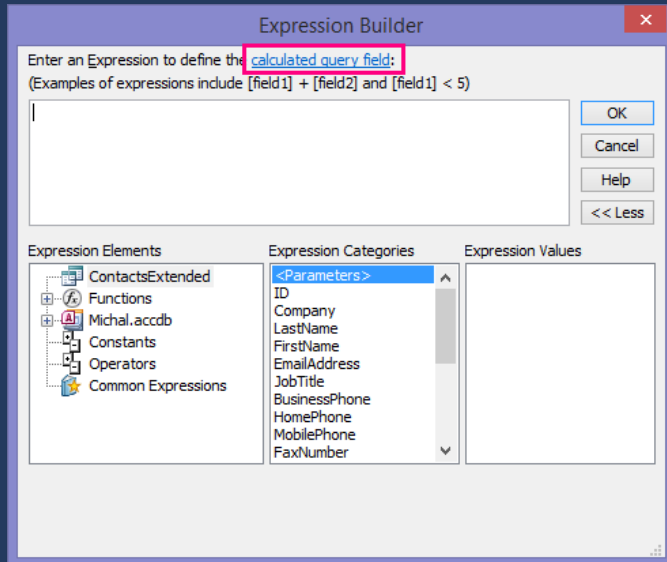 Expression Builder
Enter an Expression to define the calculated query field:
(Examples of expressions include [field1] + [field2] and [field1] < 5)
OK
Cancel
Help
<< Less
Expression Elements
ContactsExtended
Functions
Michal.accdb
Constants
Operators
Common Expressions
Expression Categories
<Parameters>
ID
Company
LastName
FirstName
EmailAddress
JobTitle
BusinessPhone
HomePhone
MobilePhone
FaxNumber
Expression Values